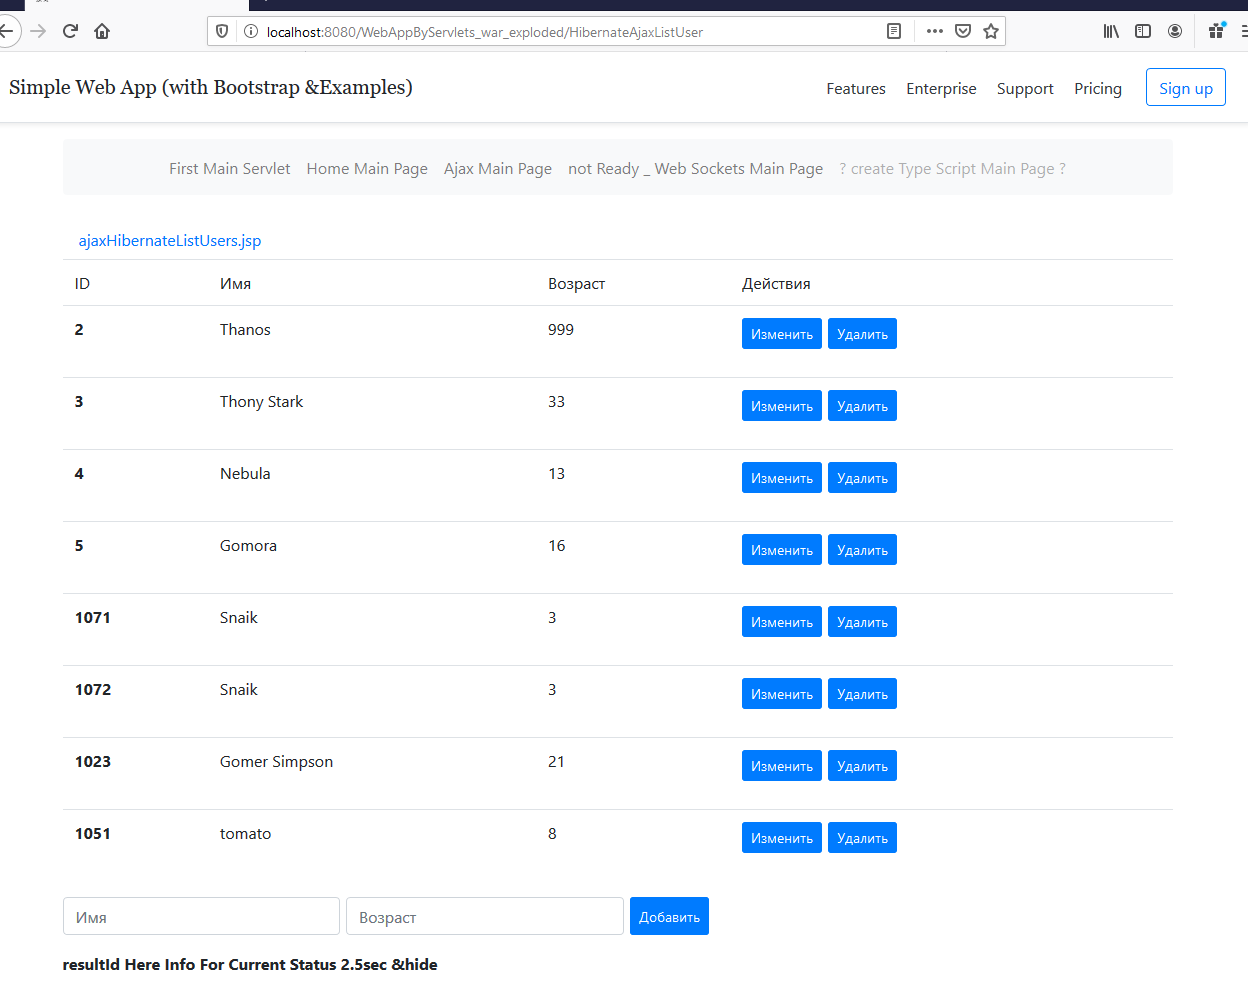 localhost:8080/WebAppByServlets_war_exploded/HibernateAjaxListUser
Simple Web App (with Bootstrap &Examples)
Features Enterprise Support Pricing Sign up
First Main Servlet Home Main Page Ajax Main Page not Ready _ Web Sockets Main Page ? create Type Script Main Page ?
ajaxHibernateListUsers.jsp
ID Имя Возраст Действия
2 Thanos 999 Изменить Удалить
3 Thony Stark 33 Изменить Удалить
4 Nebula 13 Изменить Удалить
5 Gomora 16 Изменить Удалить
1071 Snaik 3 Изменить Удалить
1072 Snaik 3 Изменить Удалить
1023 Gomer Simpson 21 Изменить Удалить
1051 tomato 8 Изменить Удалить
Имя Возраст Добавить
resultId Here Info For Current Status 2.5sec &hide